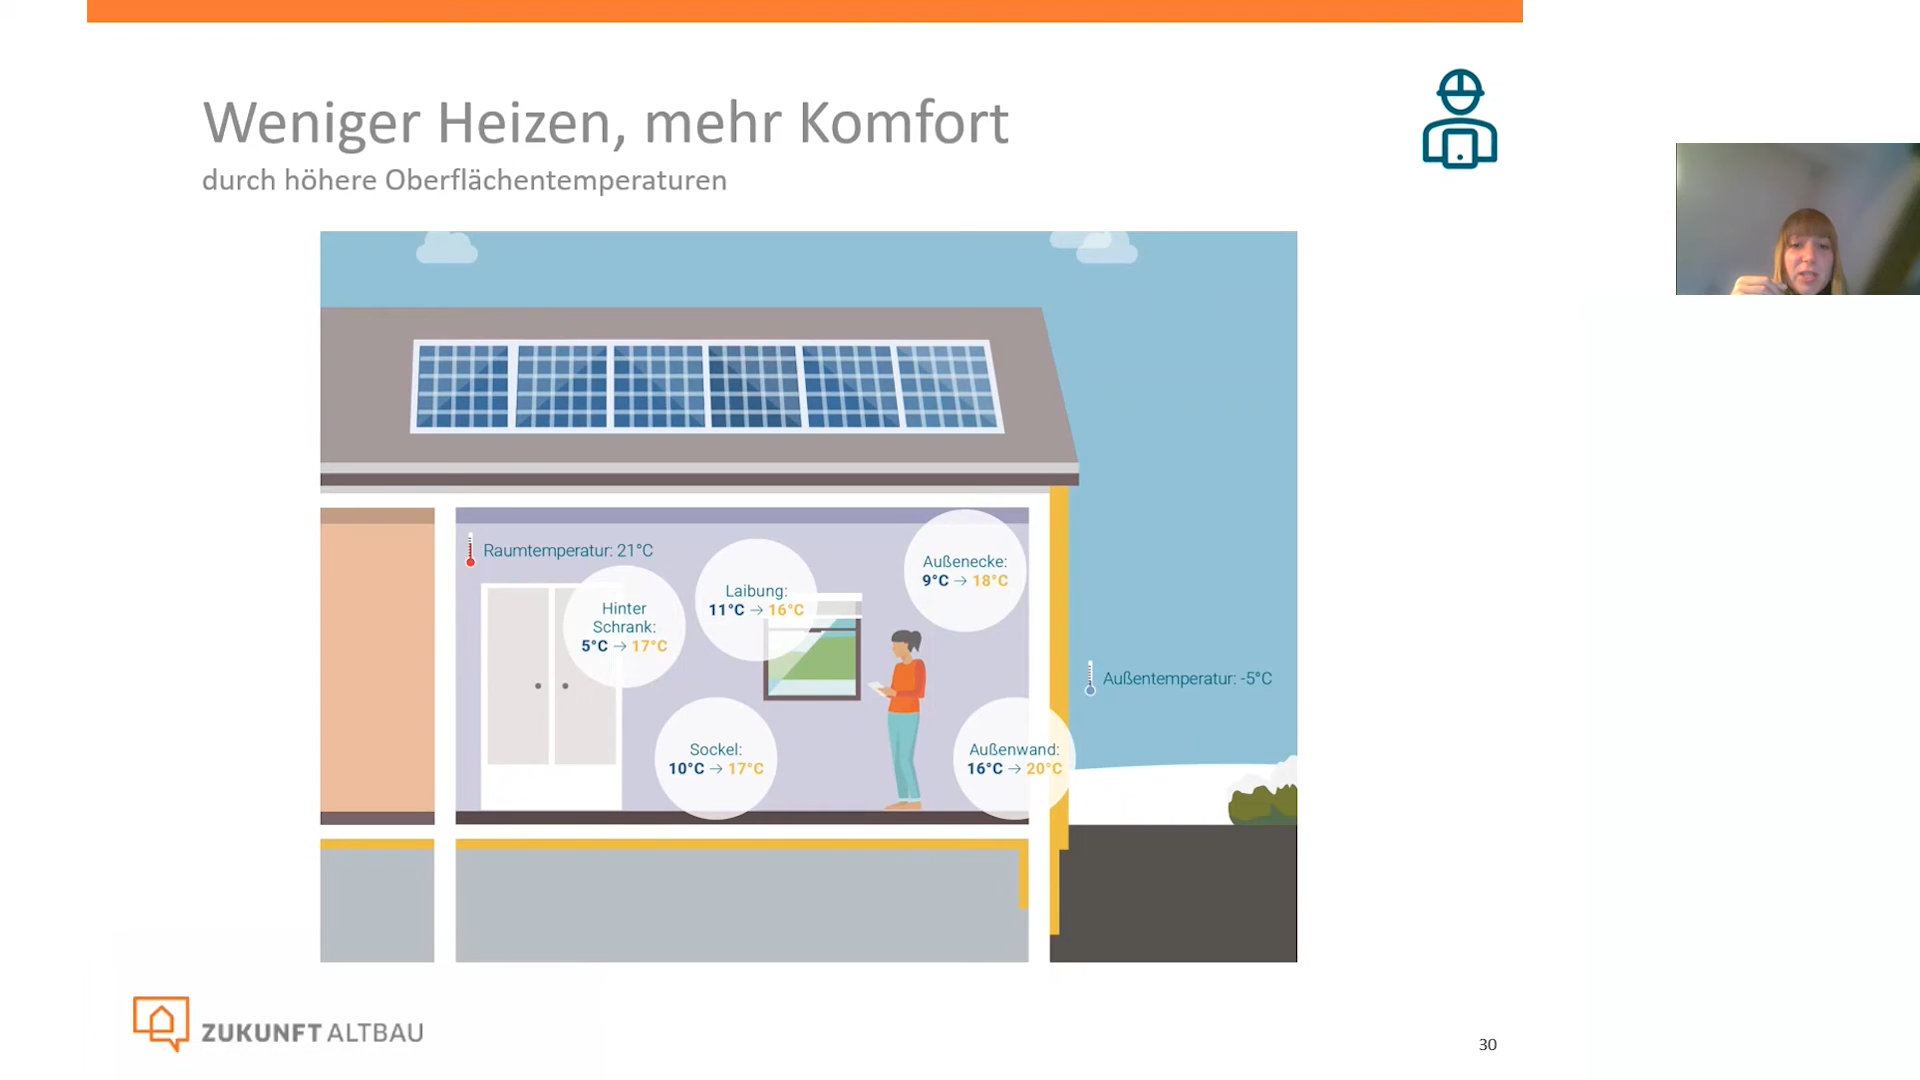 Weniger Heizen, mehr Komfort
durch höhere Oberflächentemperaturen
Raumtemperatur: 21°C
Hinter
Schrank:
5°C → 17°C
Laibung:
11°C → 16°C
Außenecke:
9°C → 18°C
Sockel:
10°C → 17°C
Außenwand:
16°C → 20°C
Außentemperatur: -5°C
ZUKUNFT ALTBAU
30